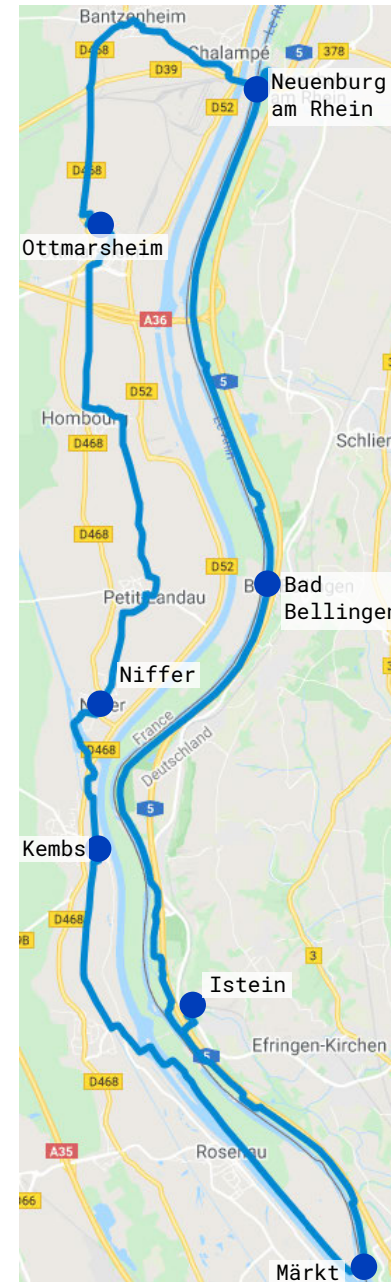 Bantzenheim
D468
Chalampé
5
378
D39
Neuenburg
am Rhein
D52
D468
Ottmarsheim
A36
5
D52
Hombourg
D468
Schlien
D52
Petit-Landau
Bad
Bellingen
Niffer
France
Deutschland
D468
5
Kembs
D468
9B
3
Istein
5
Efringen-Kirchen
D468
Rosenau
A35
D66
Märkt